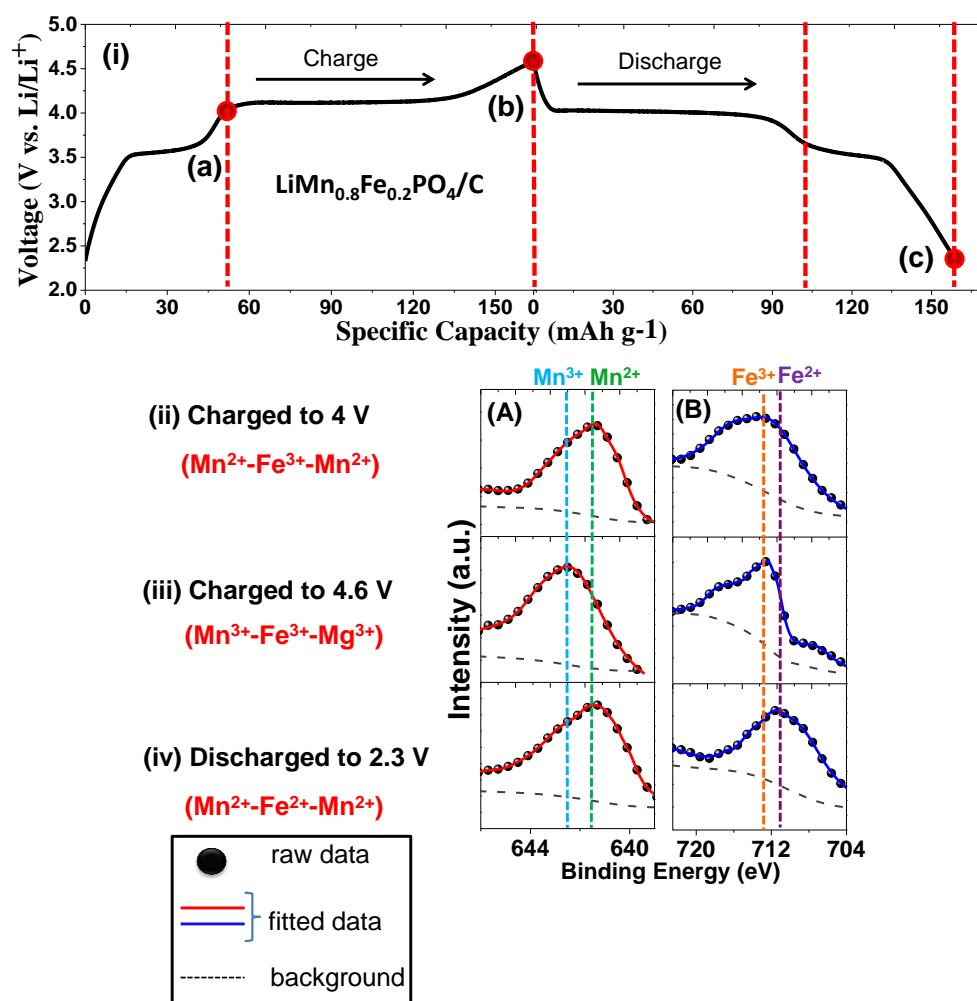 (i)
5.0
4.5
4.0
3.5
3.0
2.5
2.0
Voltage (V vs. Li/Li⁺)
Charge
Discharge
(a)
(b)
(c)
LiMn₀.₈Fe₀.₂PO₄/C
0 30 60 90 120 150 0 30 60 90 120 150
Specific Capacity (mAh g-1)
Mn³⁺ Mn²⁺ Fe³⁺ Fe²⁺
(A) (B)
(ii) Charged to 4 V
(Mn²⁺-Fe³⁺-Mn²⁺)
(iii) Charged to 4.6 V
(Mn³⁺-Fe³⁺-Mg³⁺)
(iv) Discharged to 2.3 V
(Mn²⁺-Fe²⁺-Mn²⁺)
Intensity (a.u.)
644 640 720 712 704
Binding Energy (eV)
raw data
fitted data
background